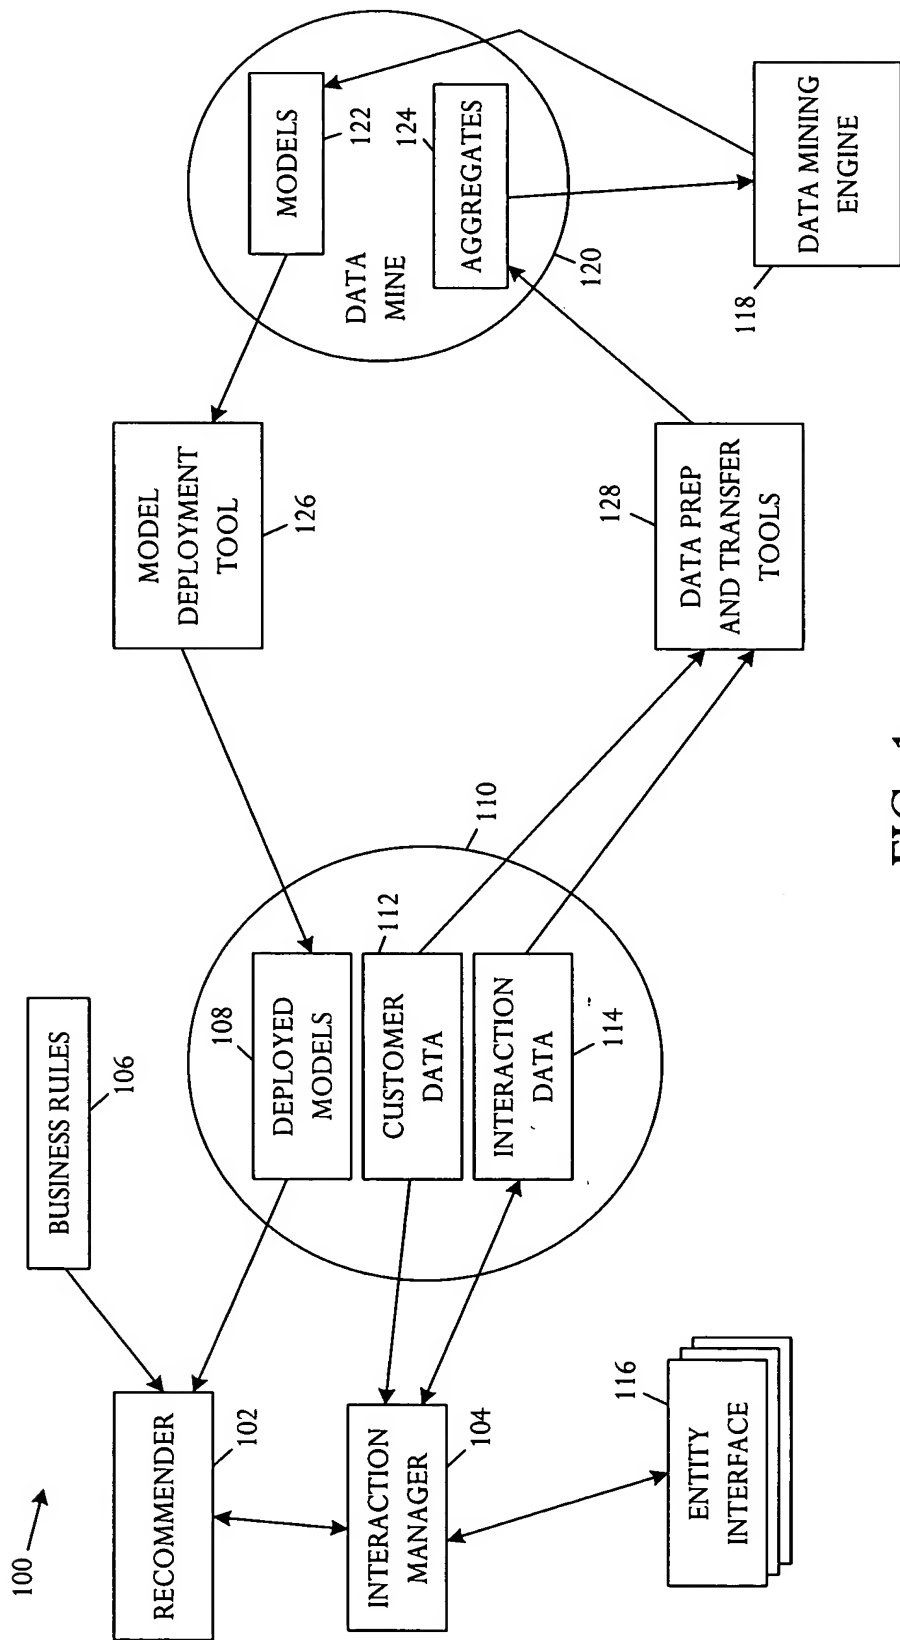 100
RECOMMENDER
102
BUSINESS RULES
106
INTERACTION
MANAGER
104
ENTITY
INTERFACE
116
DEPLOYED
MODELS
108
CUSTOMER
DATA
112
INTERACTION
DATA
114
110
MODEL
DEPLOYMENT
TOOL
126
DATA PREP
AND TRANSFER
TOOLS
128
MODELS
122
DATA
MINE
AGGREGATES
124
120
DATA MINING
ENGINE
118
FIG. 1